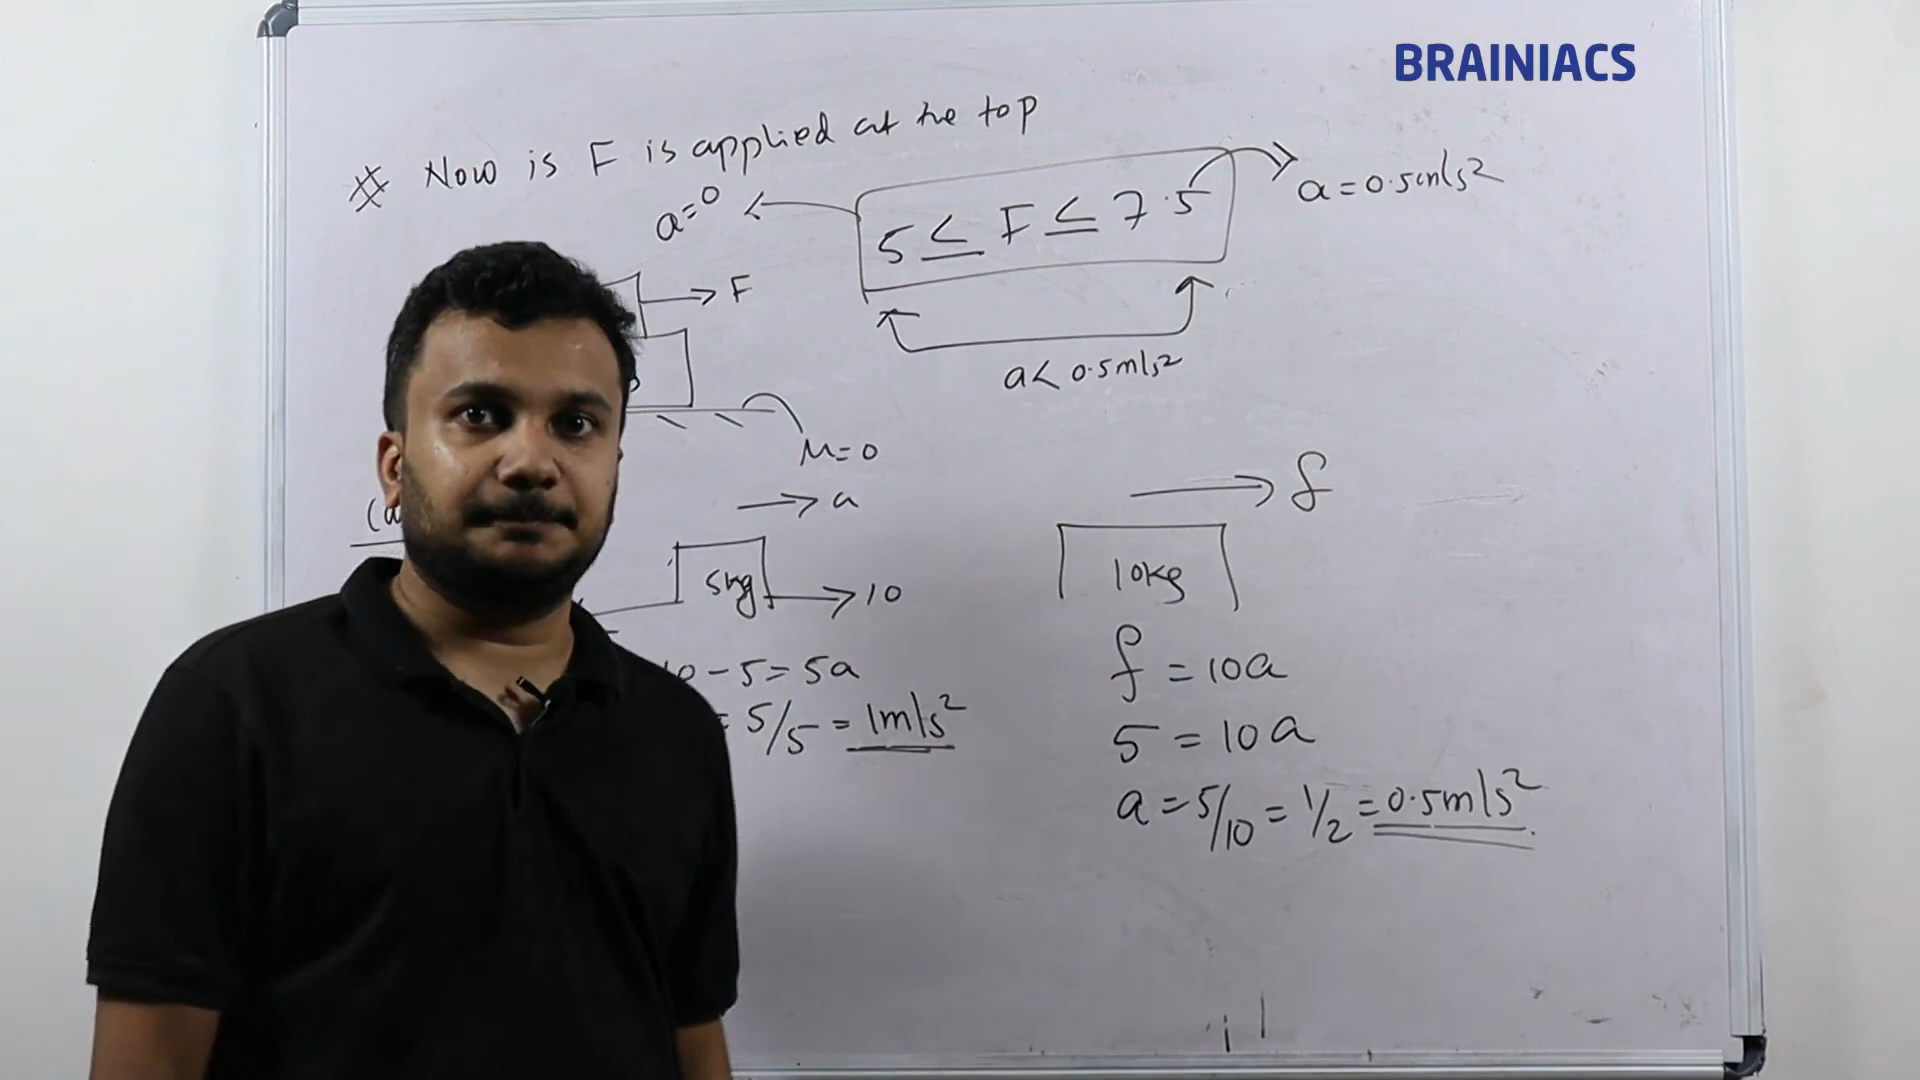 BRAINIACS
# Now is F is applied at the top
a=0
5 ≤ F ≤ 7.5
a = 0.5m/s²
F
a < 0.5m/s²
μ=0
→ a
→ f
5kg
→ 10
10kg
- 5 = 5a
5/5 = 1m/s²
f = 10a
5 = 10a
a = 5/10 = 1/2 = 0.5m/s²